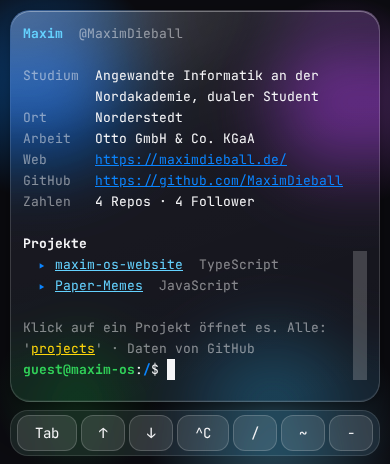 Maxim @MaximDieball
Studium Angewandte Informatik an der
Nordakademie, dualer Student
Ort Norderstedt
Arbeit Otto GmbH & Co. KGaA
Web https://maximdieball.de/
GitHub https://github.com/MaximDieball
Zahlen 4 Repos · 4 Follower
Projekte
▸ maxim-os-website TypeScript
▸ Paper-Memes JavaScript
Klick auf ein Projekt öffnet es. Alle:
'projects' · Daten von GitHub
guest@maxim-os:/$
Tab ↑ ↓ ^C / ~ -